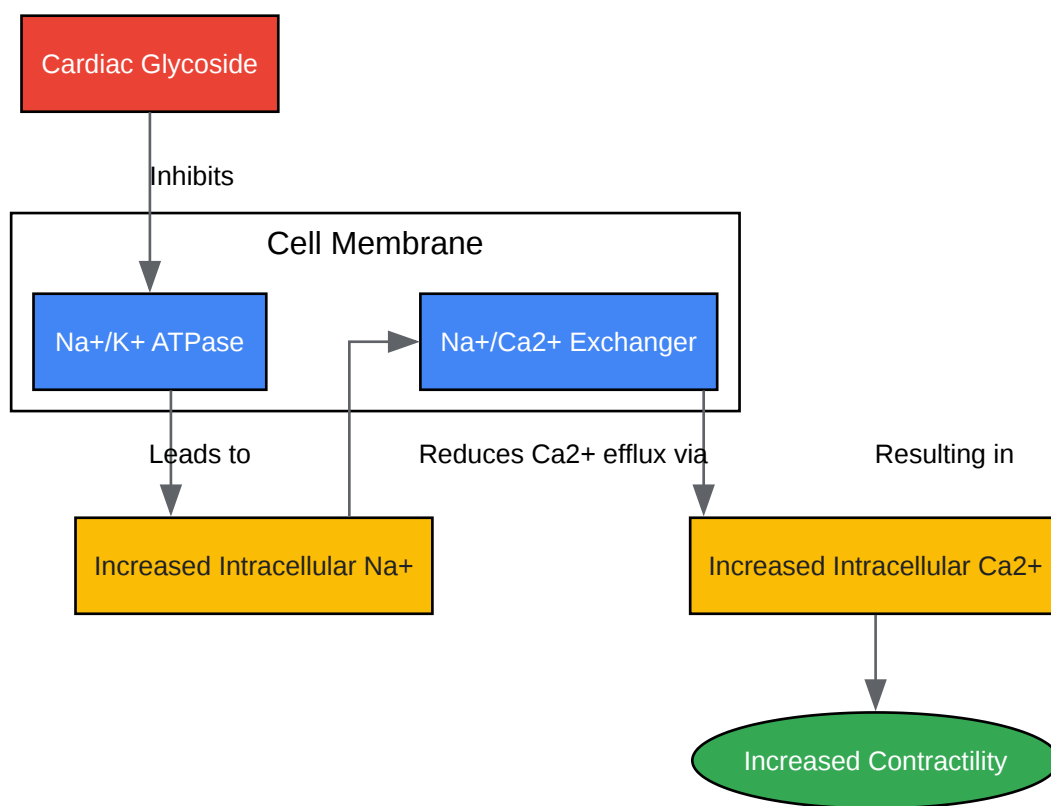 Cardiac Glycoside
Inhibits
Cell Membrane
Na+/K+ ATPase
Na+/Ca2+ Exchanger
Leads to
Reduces Ca2+ efflux via
Resulting in
Increased Intracellular Na+
Increased Intracellular Ca2+
Increased Contractility